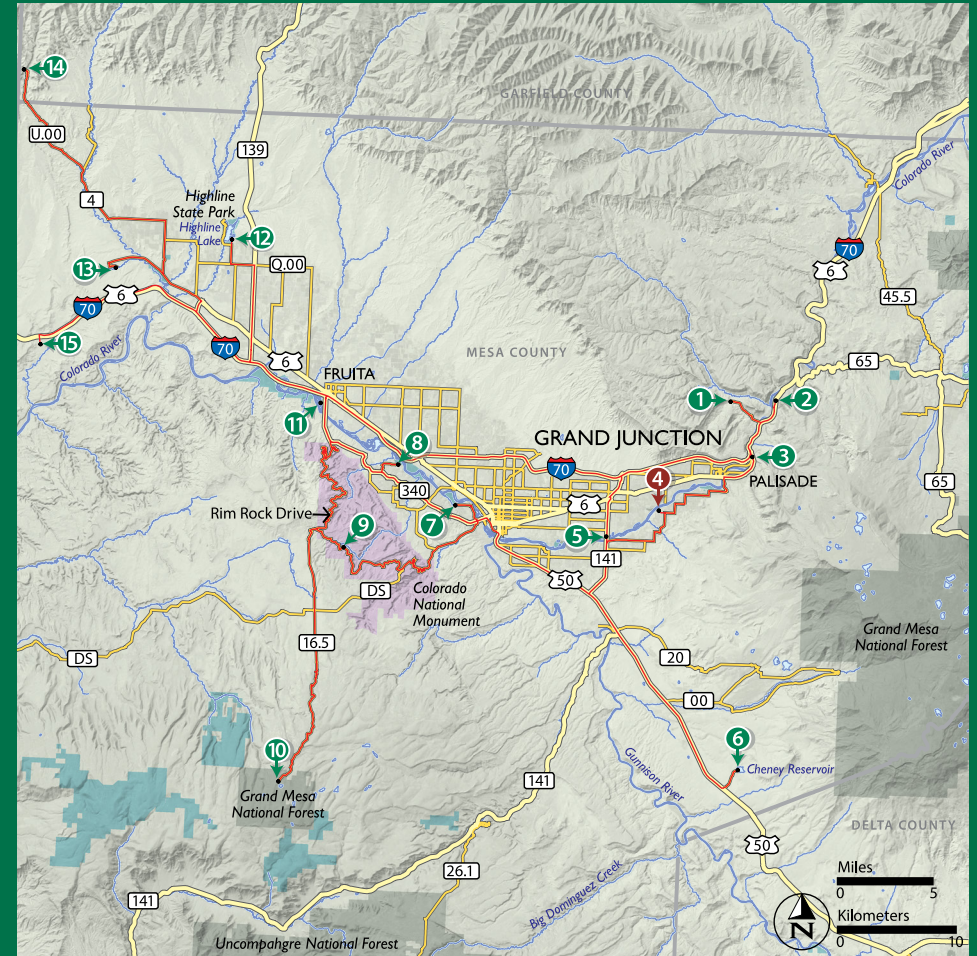 14
GARFIELD COUNTY
U.00
139
Colorado River
4
Highline
State Park
Highline
Lake
12
70
6
Q.00
13
6
70
45.5
15
Colorado River
70
6
MESA COUNTY
65
FRUITA
1
2
11
GRAND JUNCTION
8
70
3
4
PALISADE
340
6
65
Rim Rock Drive
9
7
5
141
50
DS
Colorado
National
Monument
Grand Mesa
National Forest
16.5
DS
20
00
6
Cheney Reservoir
10
Gunnison River
141
Grand Mesa
National Forest
DELTA COUNTY
50
26.1
Miles
0 5
141
Big Dominguez Creek
Kilometers
N
0 10
Uncompahgre National Forest